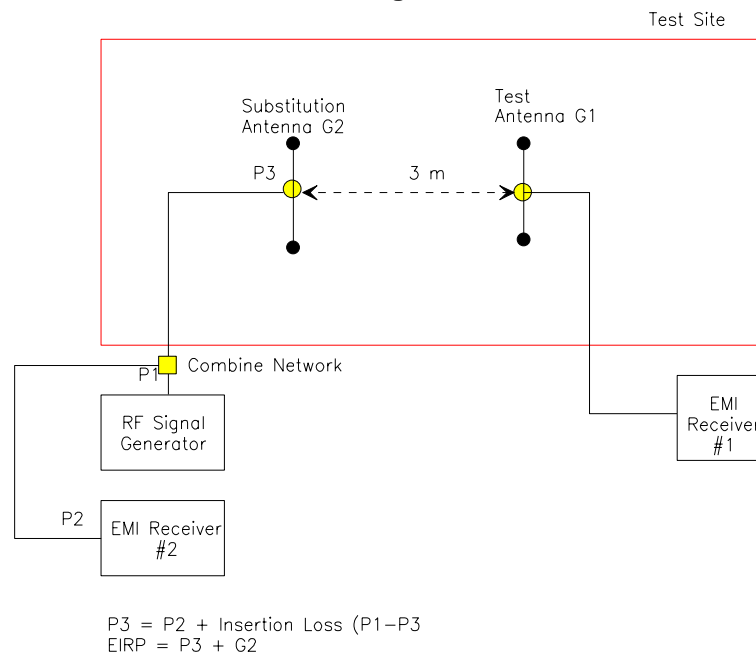 Test Site
Substitution
Antenna G2
Test
Antenna G1
P3
3 m
P1
Combine Network
RF Signal
Generator
EMI
Receiver
#1
P2
EMI Receiver
#2
P3 = P2 + Insertion Loss (P1-P3
EIRP = P3 + G2